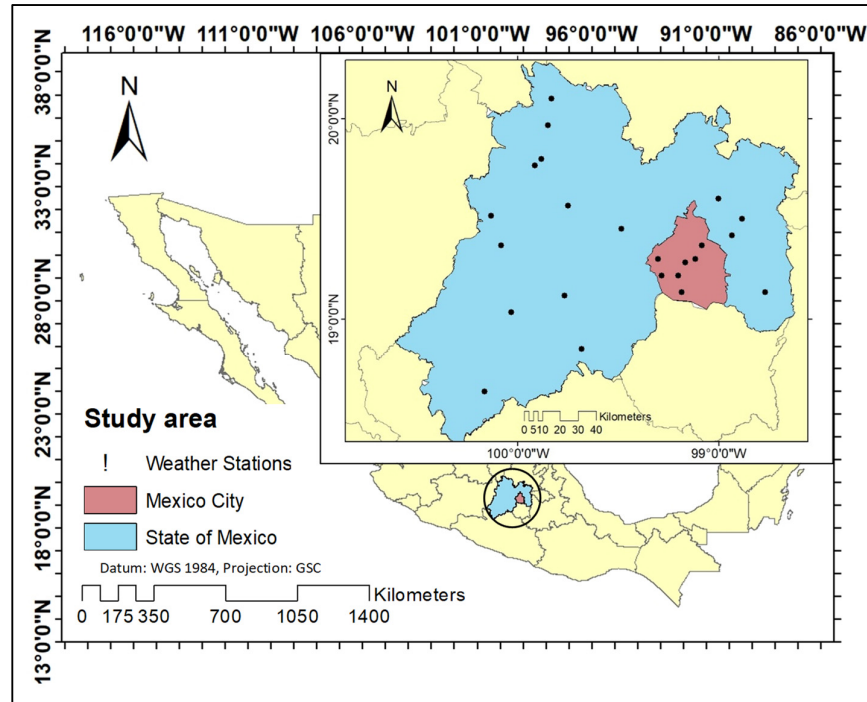 116°0'0"W 111°0'0"W 106°0'0"W 101°0'0"W 96°0'0"W 91°0'0"W 86°0'0"W
38°0'0"N
33°0'0"N
28°0'0"N
23°0'0"N
18°0'0"N
13°0'0"N
N
N
20°0'0"N
19°0'0"N
Kilometers
0 5 10 20 30 40
100°0'0"W 99°0'0"W
Study area
! Weather Stations
Mexico City
State of Mexico
Datum: WGS 1984, Projection: GSC
Kilometers
0 175 350 700 1050 1400